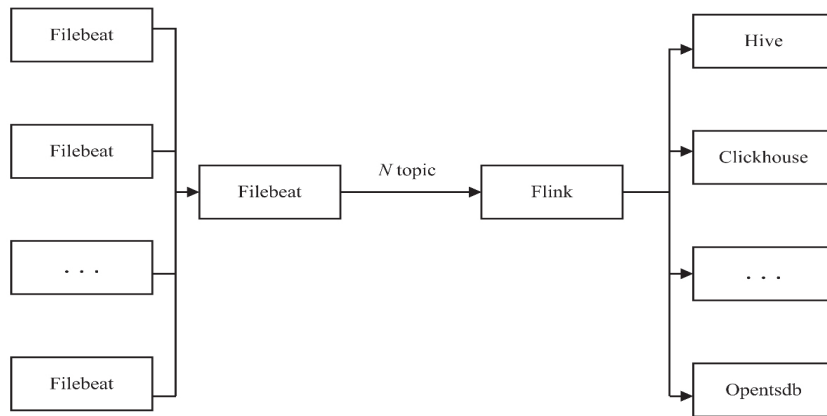 Filebeat
Filebeat
. . .
Filebeat
Filebeat
N topic
Flink
Hive
Clickhouse
. . .
Opentsdb